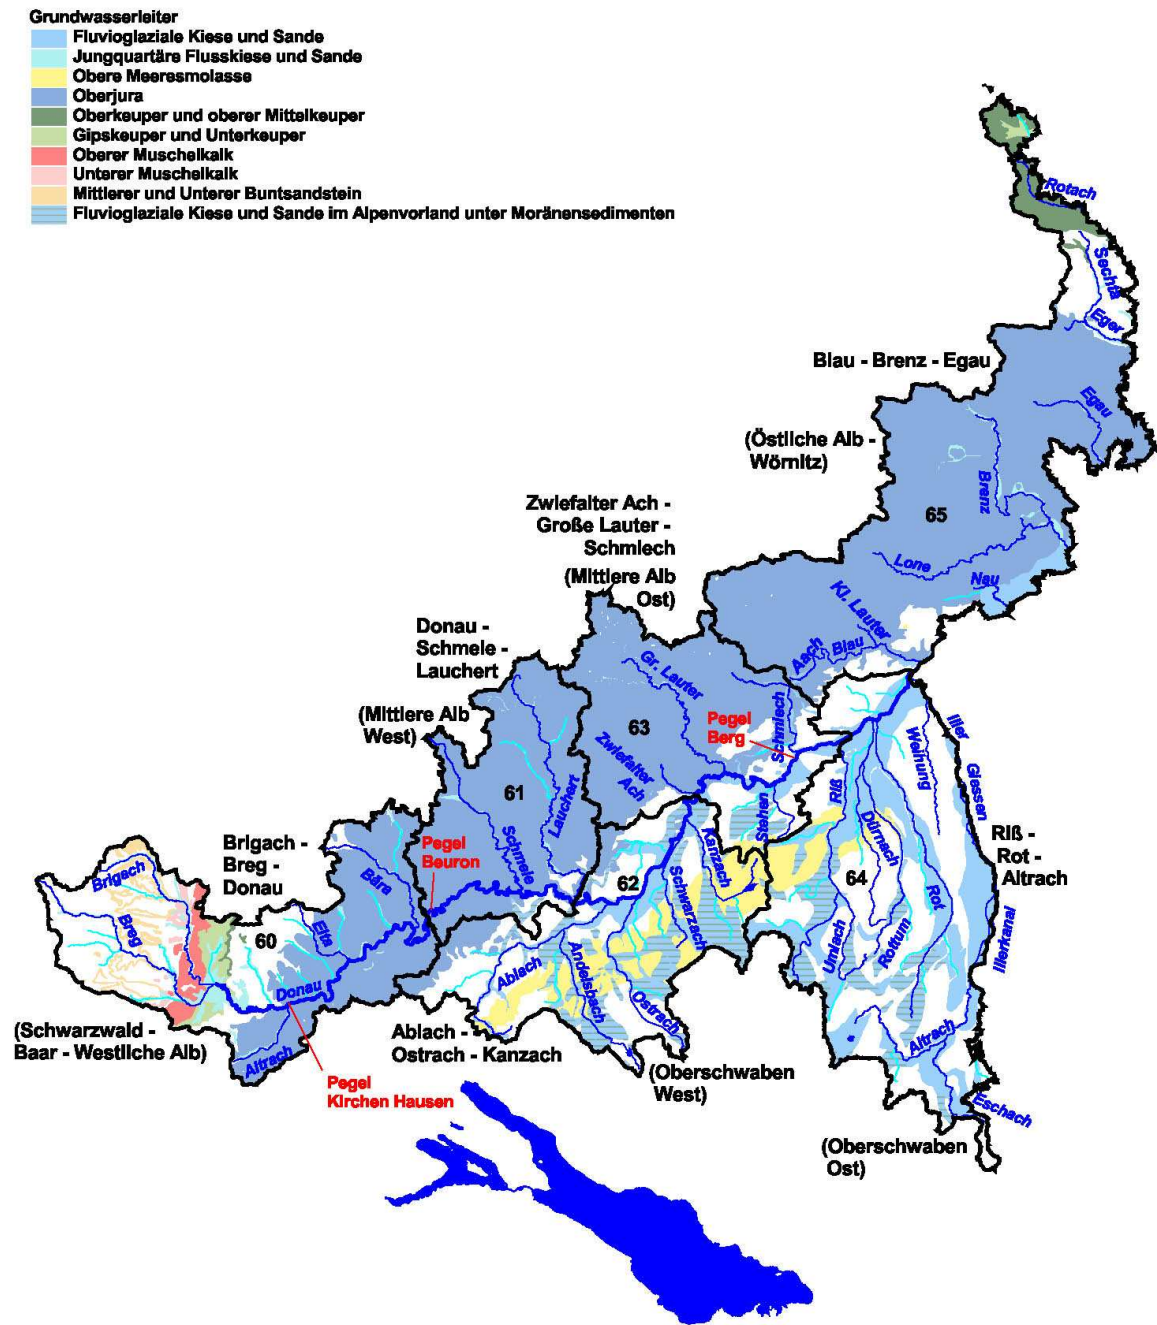 Grundwasserleiter
Fluvioglaziale Kiese und Sande
Jungquartäre Flusskiese und Sande
Obere Meeresmolasse
Oberjura
Oberkeuper und oberer Mittelkeuper
Gipskeuper und Unterkeuper
Oberer Muschelkalk
Unterer Muschelkalk
Mittlerer und Unterer Buntsandstein
Fluvioglaziale Kiese und Sande im Alpenvorland unter Moränensedimenten
Rotach
Sechta
Eger
Blau - Brenz - Egau
Egau
(Östliche Alb -
Wörnitz)
Brenz
65
Zwiefalter Ach -
Große Lauter -
Schmiech
(Mittlere Alb
Ost)
Lone
Nau
Kl. Lauter
Blau
Aach
Donau -
Schmeie -
Lauchert
Gr. Lauter
Schmiech
(Mittlere Alb
West)
63
Pegel
Berg
Zwiefalter
Ach
Iller
Giessen
Weihung
61
Lauchert
Schmeie
Stehen
Riß
Dürnach
Riß -
Rot -
Aitrach
Brigach -
Breg -
Donau
Pegel
Beuron
Kanzach
Brigach
Bära
62
Schwarzach
64
Rot
Breg
60
Elta
Umlach
Rottum
Illerkanal
Ablach
Andelsbach
Ostrach
Donau
(Schwarzwald -
Baar - Westliche Alb)
Aitrach
Ablach -
Ostrach - Kanzach
Aitrach
(Oberschwaben
West)
Pegel
Kirchen Hausen
Eschach
(Oberschwaben
Ost)